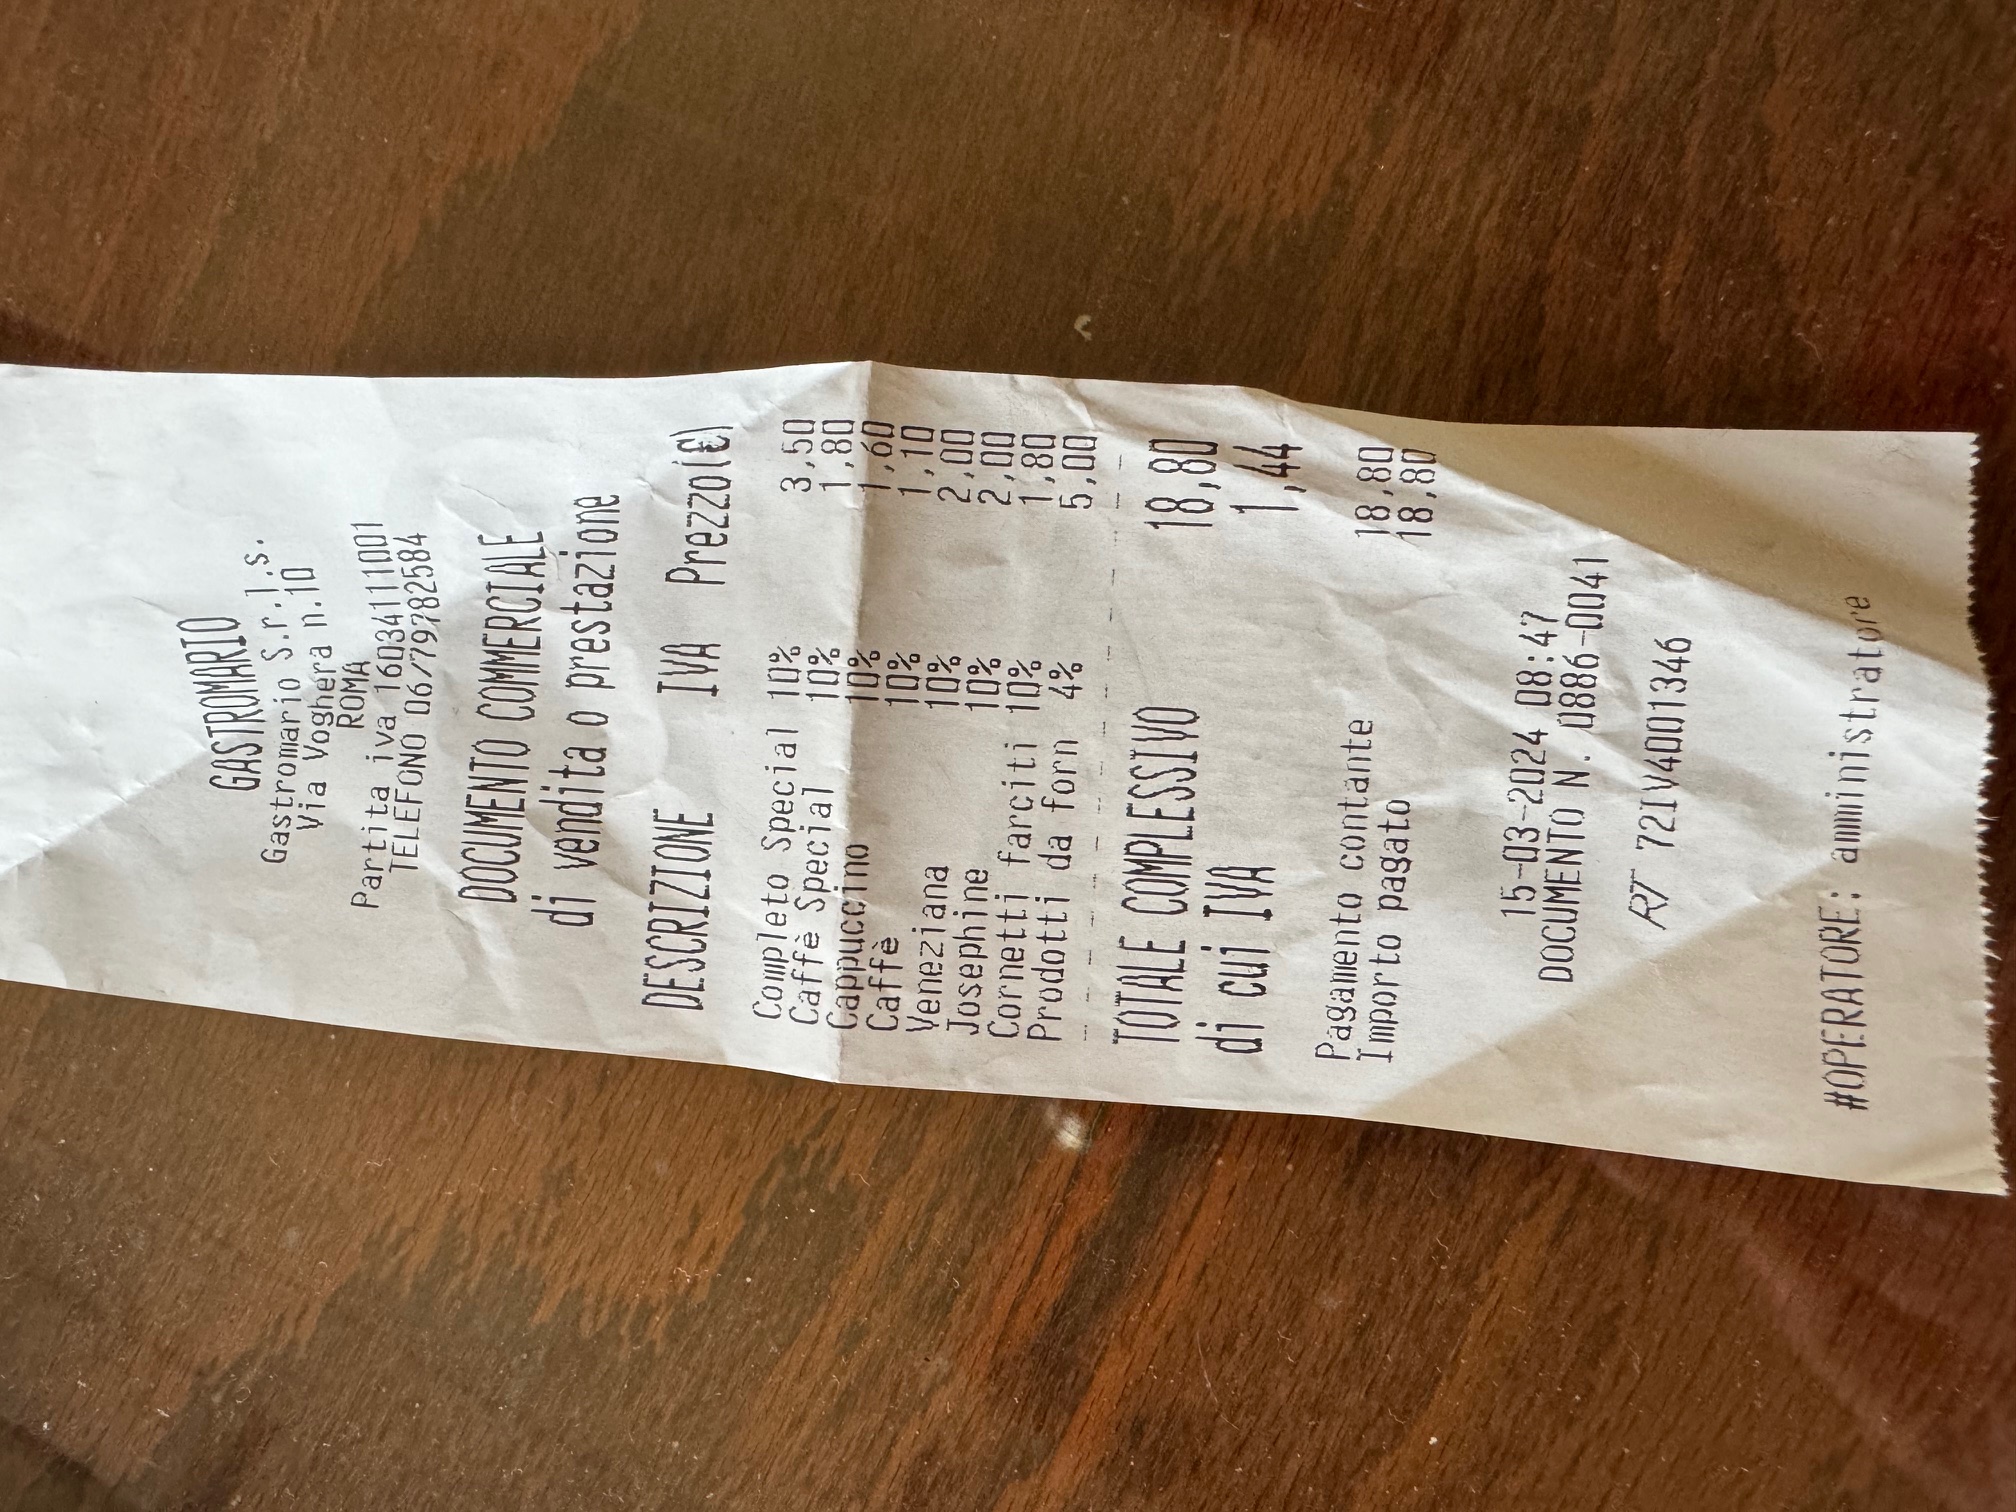 GASTROMARIO
Gastromario S.r.l.s.
Via Voghera n.10
ROMA
Partita iva 16034111001
TELEFONO 06/79782584
DOCUMENTO COMMERCIALE
di vendita o prestazione
DESCRIZIONE IVA Prezzo(€)
Completo Special 10% 3,50
Caffè Special 10% 1,80
Cappuccino 10% 1,60
Caffè 10% 1,10
Veneziana 10% 2,00
Josephine 10% 2,00
Cornetti farciti 10% 1,80
Prodotti da forn 4% 5,00
TOTALE COMPLESSIVO 18,80
di cui IVA 1,44
Pagamento contante 18,80
Importo pagato 18,80
15-03-2024 08:47
DOCUMENTO N. 0886-0041
RT 72IV4001346
#OPERATORE: amministratore